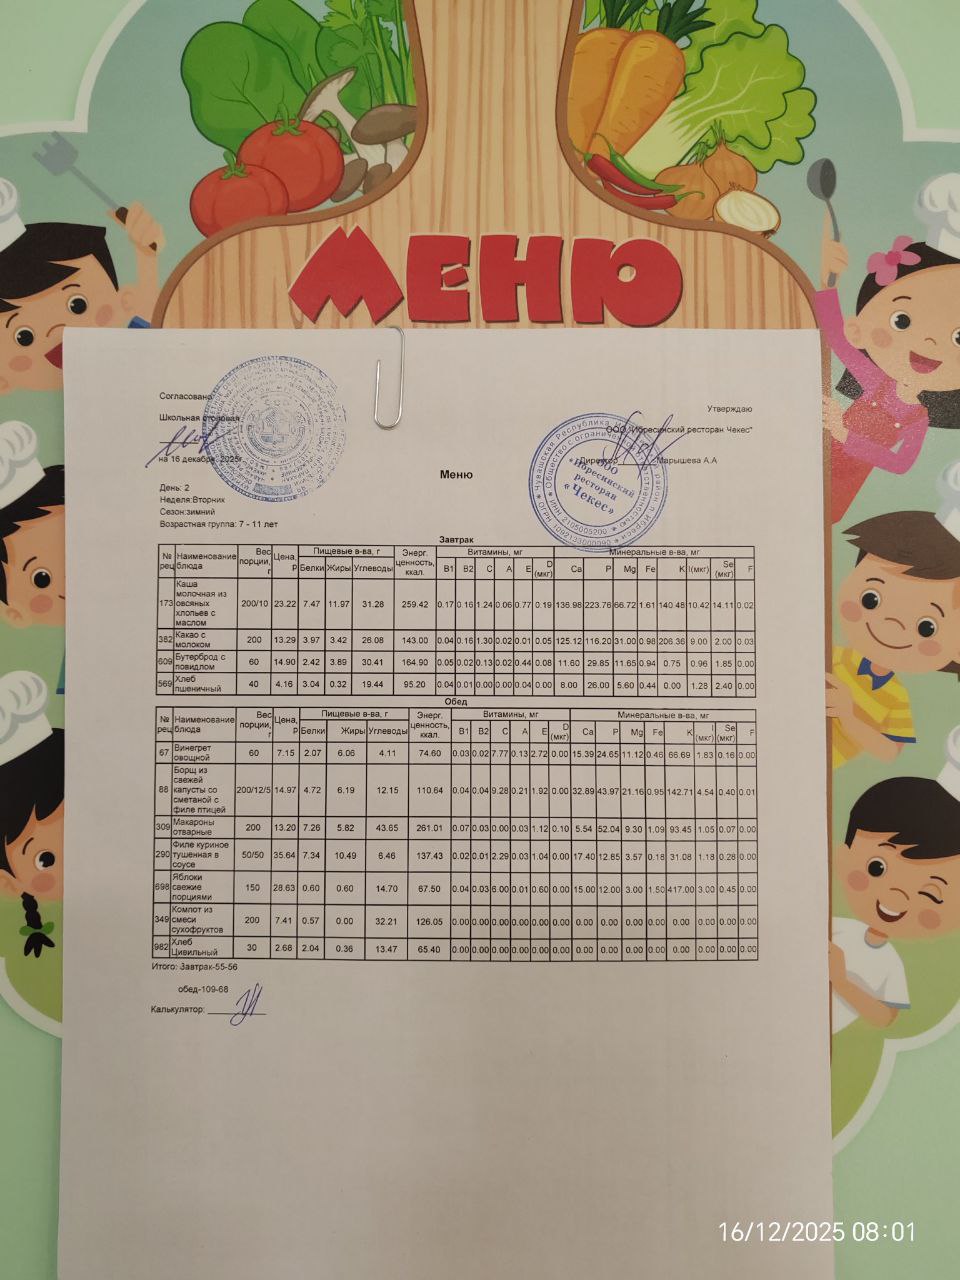 МЕНЮ
Согласовано
Утверждаю
Школьная столовая
ООО "Ибресинский ресторан Чекес"
на 16 декабря 2025г.
Директор Марышева А.А
Меню
День: 2
Неделя:Вторник
Сезон:зимний
Возрастная группа: 7 - 11 лет
Чувашская Республика
Общество с ограниченной ответственностью
ООО
«Ибресинский
ресторан
«Чекес»
ИНН 2105005200
Завтрак
№ рец Наименование блюда Вес порции, г Цена, Р Пищевые в-ва, г Энерг. ценность, ккал. Витамины, мг Минеральные в-ва, мг
Белки Жиры Углеводы B1 B2 C A E D (мкг) Ca P Mg Fe K I(мкг) Se (мкг) F
173 Каша молочная из овсяных хлопьев с маслом 200/10 23.22 7.47 11.97 31.28 259.42 0.17 0.16 1.24 0.06 0.77 0.19 136.98 223.76 66.72 1.61 140.48 10.42 14.11 0.02
382 Какао с молоком 200 13.29 3.97 3.42 26.08 143.00 0.04 0.16 1.30 0.02 0.01 0.05 125.12 116.20 31.00 0.98 206.36 9.00 2.00 0.03
609 Бутерброд с повидлом 60 14.90 2.42 3.89 30.41 164.90 0.05 0.02 0.13 0.02 0.44 0.08 11.60 29.85 11.65 0.94 0.75 0.96 1.85 0.00
569 Хлеб пшеничный 40 4.16 3.04 0.32 19.44 95.20 0.04 0.01 0.00 0.00 0.04 0.00 8.00 26.00 5.60 0.44 0.00 1.28 2.40 0.00
Обед
№ рец Наименование блюда Вес порции, г Цена, Р Пищевые в-ва, г Энерг. ценность, ккал. Витамины, мг Минеральные в-ва, мг
Белки Жиры Углеводы B1 B2 C A E D (мкг) Ca P Mg Fe K I (мкг) Se (мкг) F
67 Винегрет овощной 60 7.15 2.07 6.06 4.11 74.60 0.03 0.02 7.77 0.13 2.72 0.00 15.39 24.65 11.12 0.46 66.69 1.83 0.16 0.00
88 Борщ из свежей капусты со сметаной с филе птицей 200/12/5 14.97 4.72 6.19 12.15 110.64 0.04 0.04 9.28 0.21 1.92 0.00 32.89 43.97 21.16 0.95 142.71 4.54 0.40 0.01
309 Макароны отварные 200 13.20 7.26 5.82 43.65 261.01 0.07 0.03 0.00 0.03 1.12 0.10 5.54 52.04 9.30 1.09 93.45 1.05 0.07 0.00
290 Филе куриное тушенная в соусе 50/50 35.64 7.34 10.49 6.46 137.43 0.02 0.01 2.29 0.03 1.04 0.00 17.40 12.85 3.57 0.18 31.08 1.18 0.28 0.00
698 Яблоки свежие порциями 150 28.63 0.60 0.60 14.70 67.50 0.04 0.03 6.00 0.01 0.60 0.00 15.00 12.00 3.00 1.50 417.00 3.00 0.45 0.00
349 Компот из смеси сухофруктов 200 7.41 0.57 0.00 32.21 126.05 0.00 0.00 0.00 0.00 0.00 0.00 0.00 0.00 0.00 0.00 0.00 0.00 0.00 0.00
982 Хлеб Цивильный 30 2.68 2.04 0.36 13.47 65.40 0.00 0.00 0.00 0.00 0.00 0.00 0.00 0.00 0.00 0.00 0.00 0.00 0.00 0.00
Итого: Завтрак-55-56
обед-109-68
Калькулятор:
16/12/2025 08:01